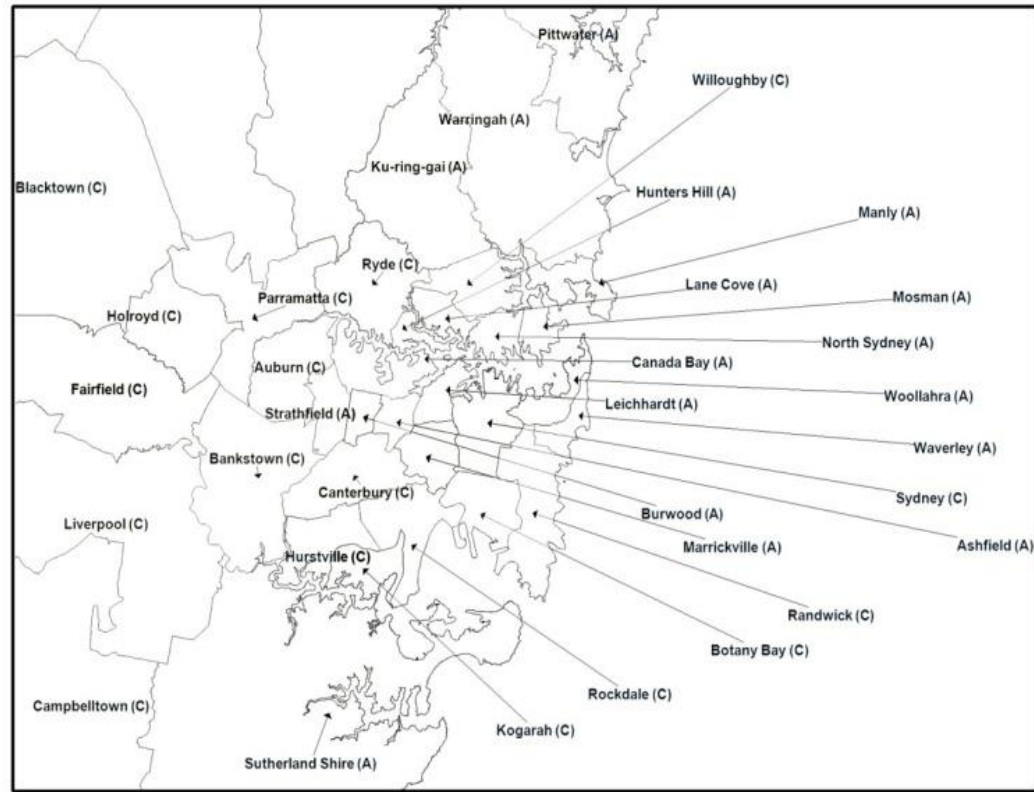 Pittwater (A)
Willoughby (C)
Warringah (A)
Ku-ring-gai (A)
Blacktown (C)
Hunters Hill (A)
Manly (A)
Ryde (C)
Lane Cove (A)
Parramatta (C)
Mosman (A)
Holroyd (C)
North Sydney (A)
Auburn (C)
Canada Bay (A)
Fairfield (C)
Woollahra (A)
Leichhardt (A)
Strathfield (A)
Waverley (A)
Bankstown (C)
Canterbury (C)
Sydney (C)
Burwood (A)
Liverpool (C)
Marrickville (A)
Ashfield (A)
Hurstville (C)
Randwick (C)
Botany Bay (C)
Rockdale (C)
Campbelltown (C)
Kogarah (C)
Sutherland Shire (A)